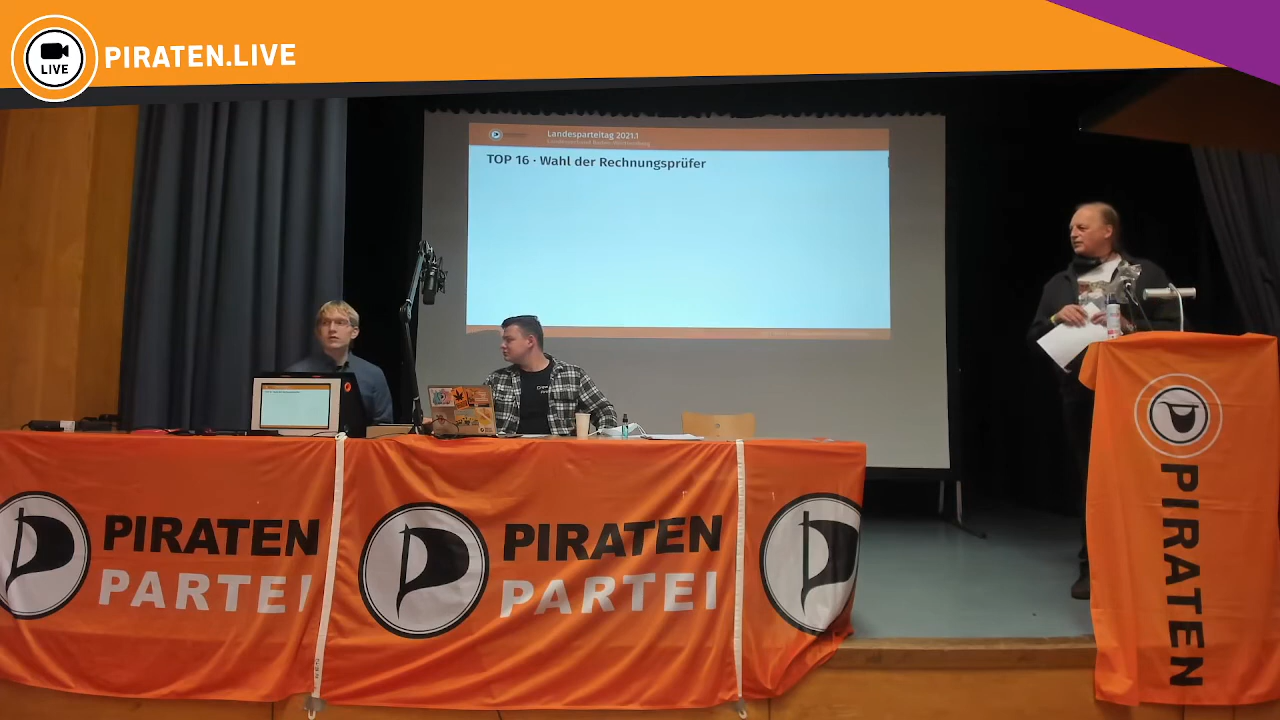 LIVE
PIRATEN.LIVE
Landesparteitag 2021.1
TOP 16 · Wahl der Rechnungsprüfer
PIRATEN
PARTEI
PIRATEN
PARTEI
PIRATEN